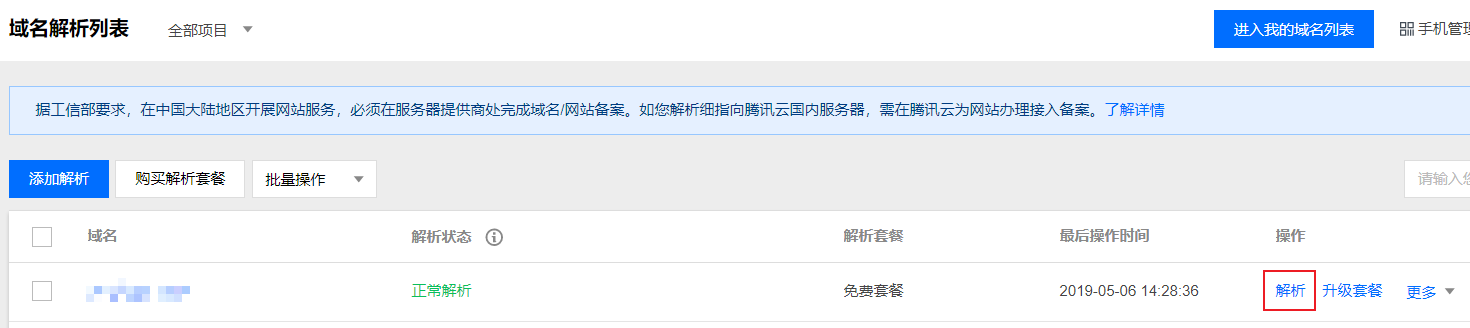 域名解析列表 全部项目 进入我的域名列表 手机管理
据工信部要求，在中国大陆地区开展网站服务，必须在服务器提供商处完成域名/网站备案。如您解析细指向腾讯云国内服务器，需在腾讯云为网站办理接入备案。了解详情
添加解析 购买解析套餐 批量操作 请输入您
域名 解析状态 解析套餐 最后操作时间 操作
正常解析 免费套餐 2019-05-06 14:28:36 解析 升级套餐 更多